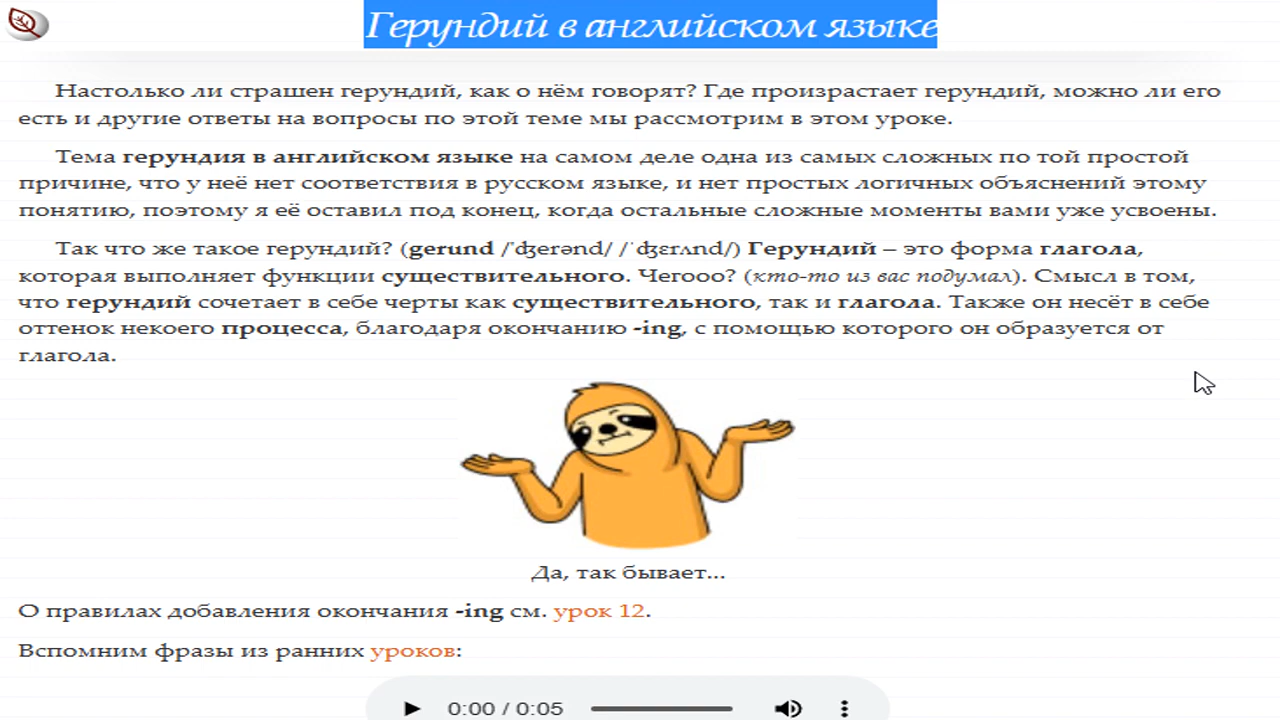 Герундий в английском языке
Настолько ли страшен герундий, как о нём говорят? Где произрастает герундий, можно ли его
есть и другие ответы на вопросы по этой теме мы рассмотрим в этом уроке.
Тема герундия в английском языке на самом деле одна из самых сложных по той простой
причине, что у неё нет соответствия в русском языке, и нет простых логичных объяснений этому
понятию, поэтому я её оставил под конец, когда остальные сложные моменты вами уже усвоены.
Так что же такое герундий? (gerund /ˈʤerənd/ /ˈʤɛrʌnd/) Герундий – это форма глагола,
которая выполняет функции существительного. Чегооо? (кто-то из вас подумал). Смысл в том,
что герундий сочетает в себе черты как существительного, так и глагола. Также он несёт в себе
оттенок некоего процесса, благодаря окончанию -ing, с помощью которого он образуется от
глагола.
Да, так бывает...
О правилах добавления окончания -ing см. урок 12.
Вспомним фразы из ранних уроков:
0:00 / 0:05